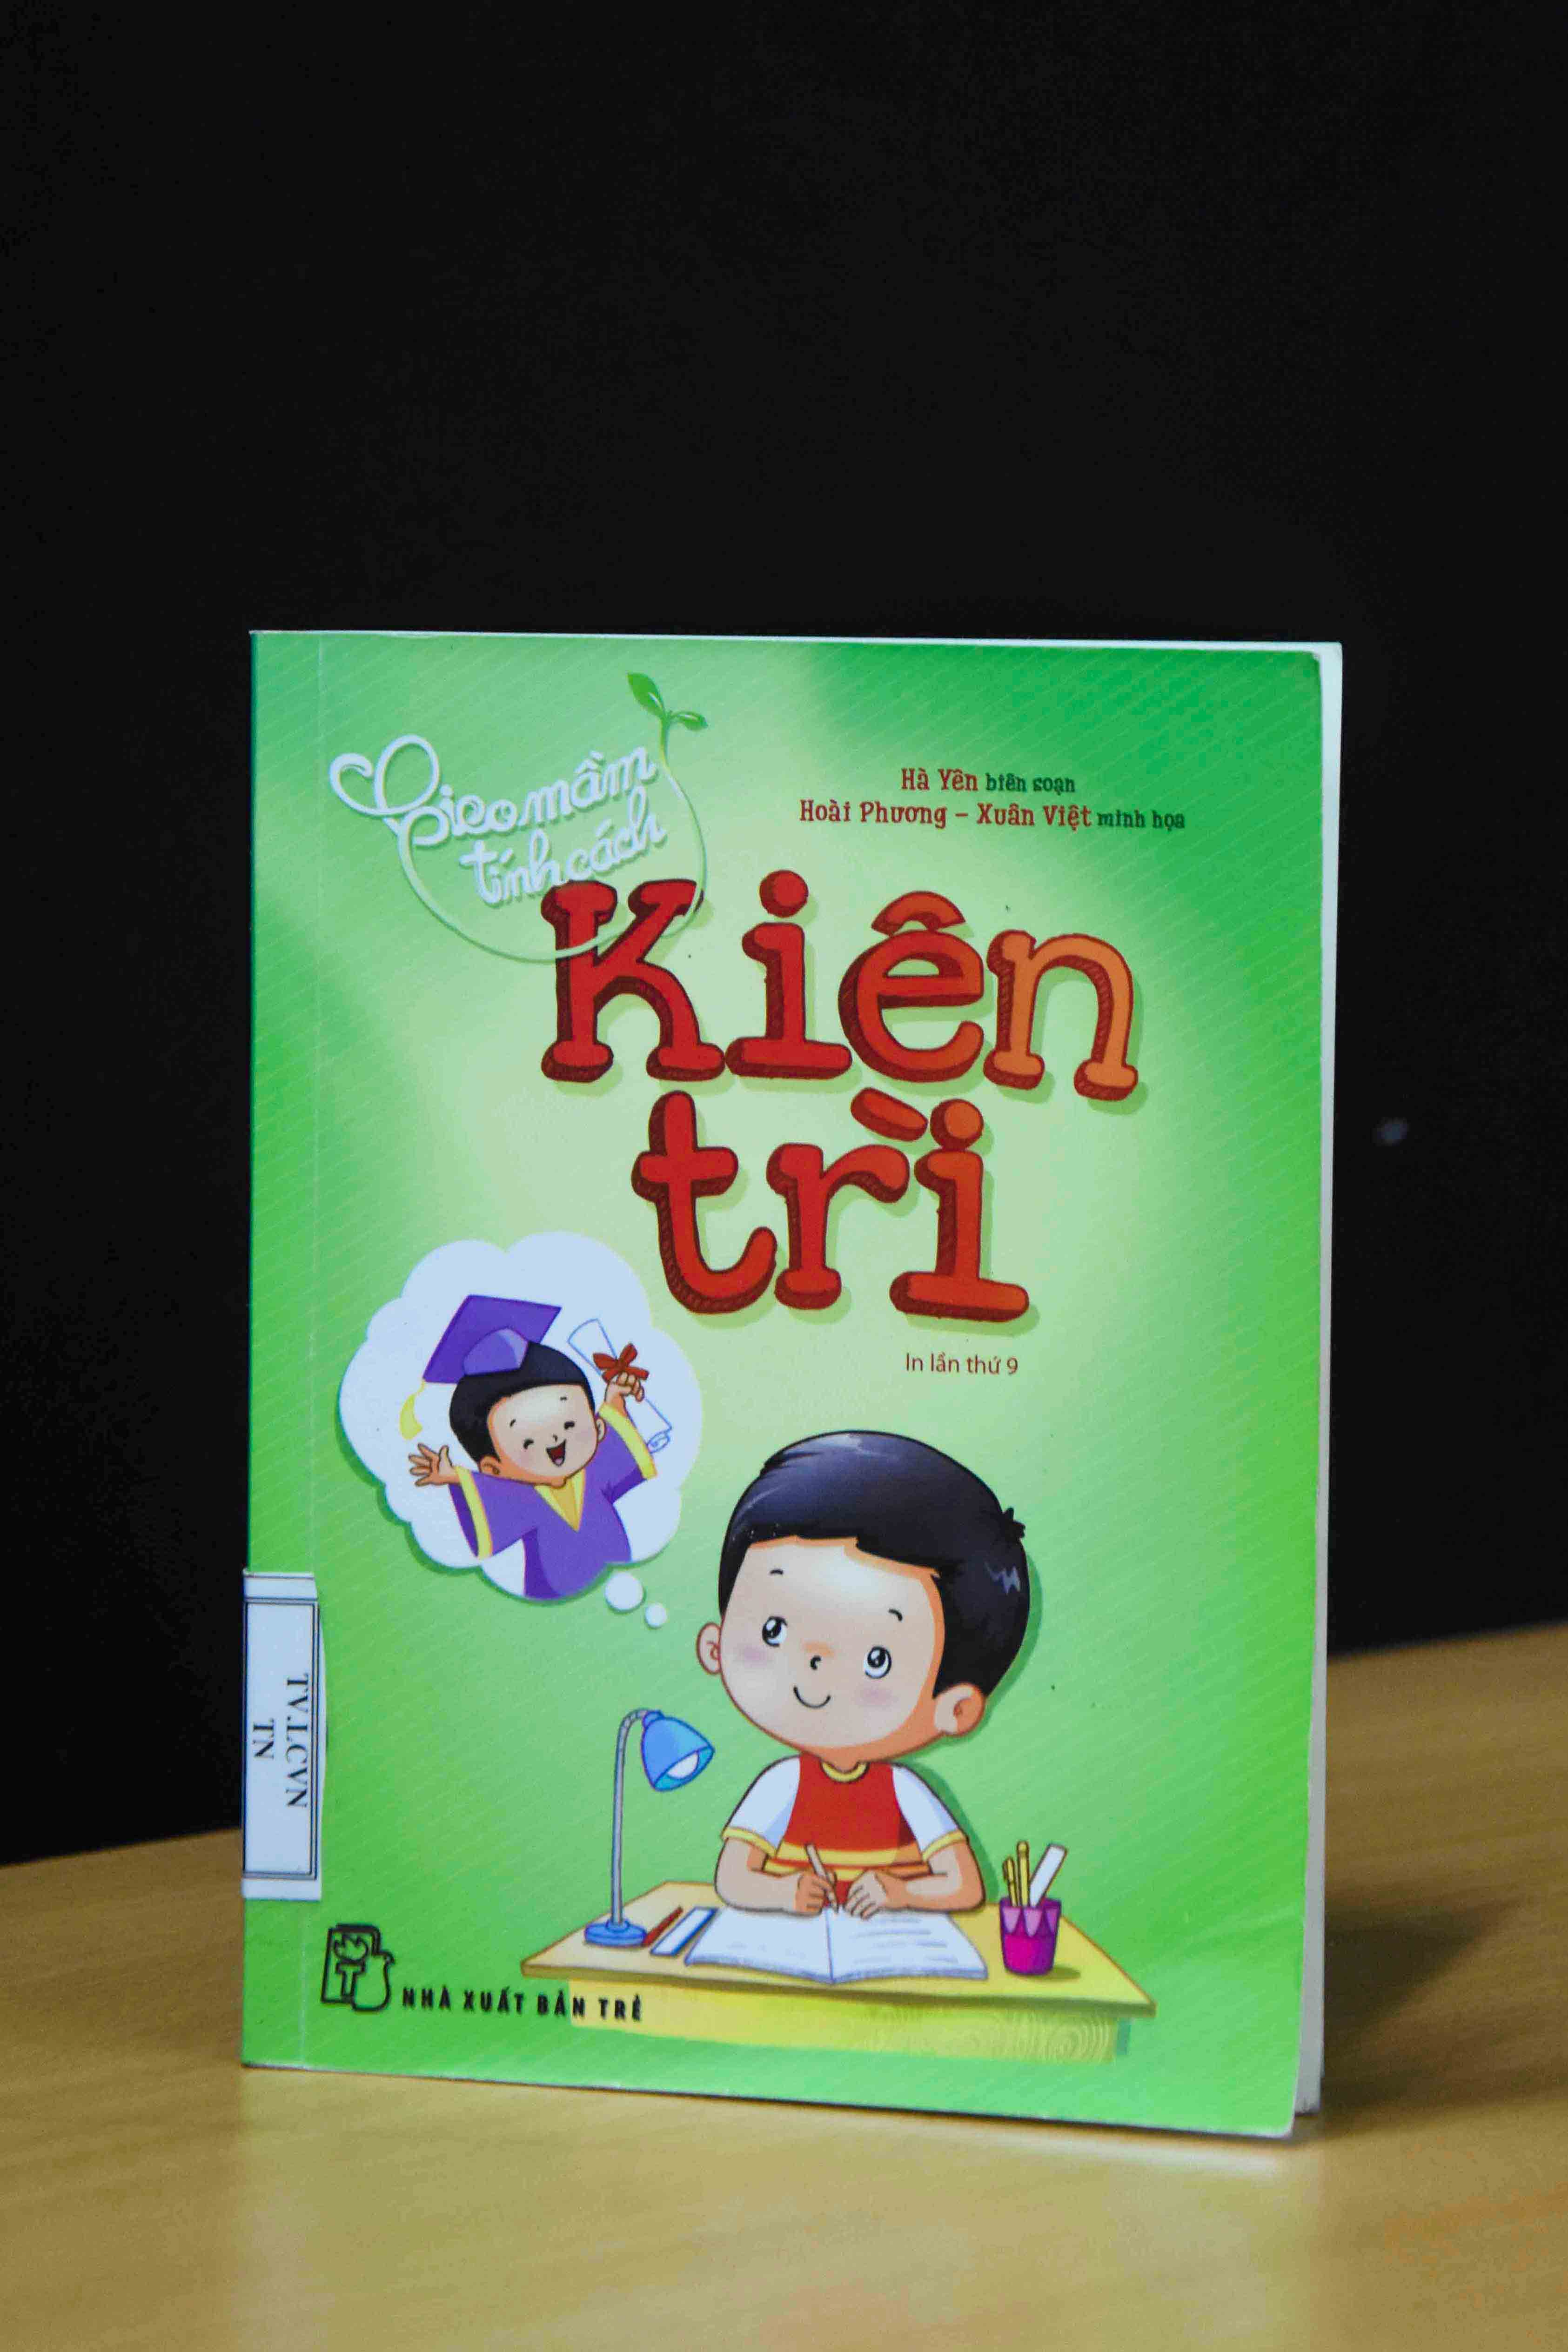 Gieo mầm
tính cách
Hà Yên biên soạn
Hoài Phương – Xuân Việt minh họa
Kiên
trì
In lần thứ 9
TV.LCVN
TN
NHÀ XUẤT BẢN TRẺ